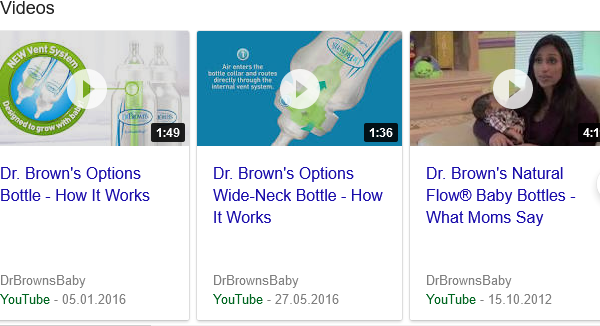 Videos
NEW Vent System
Designed to grow with bab
DrBrown's
1:49
1
Air enters the
bottle collar and routes
directly through the
internal vent system.
DrBrown's
1:36
4:1
Dr. Brown's Options
Bottle - How It Works
Dr. Brown's Options
Wide-Neck Bottle - How
It Works
Dr. Brown's Natural
Flow® Baby Bottles -
What Moms Say
DrBrownsBaby
YouTube - 05.01.2016
DrBrownsBaby
YouTube - 27.05.2016
DrBrownsBaby
YouTube - 15.10.2012